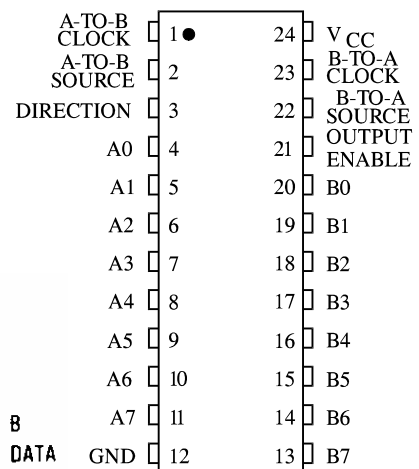 A-TO-B
CLOCK 1 24 VCC
A-TO-B
SOURCE 2 23 B-TO-A
CLOCK
DIRECTION 3 22 B-TO-A
SOURCE
A0 4 21 OUTPUT
ENABLE
A1 5 20 B0
A2 6 19 B1
A3 7 18 B2
A4 8 17 B3
A5 9 16 B4
A6 10 15 B5
A7 11 14 B6
GND 12 13 B7
B
DATA